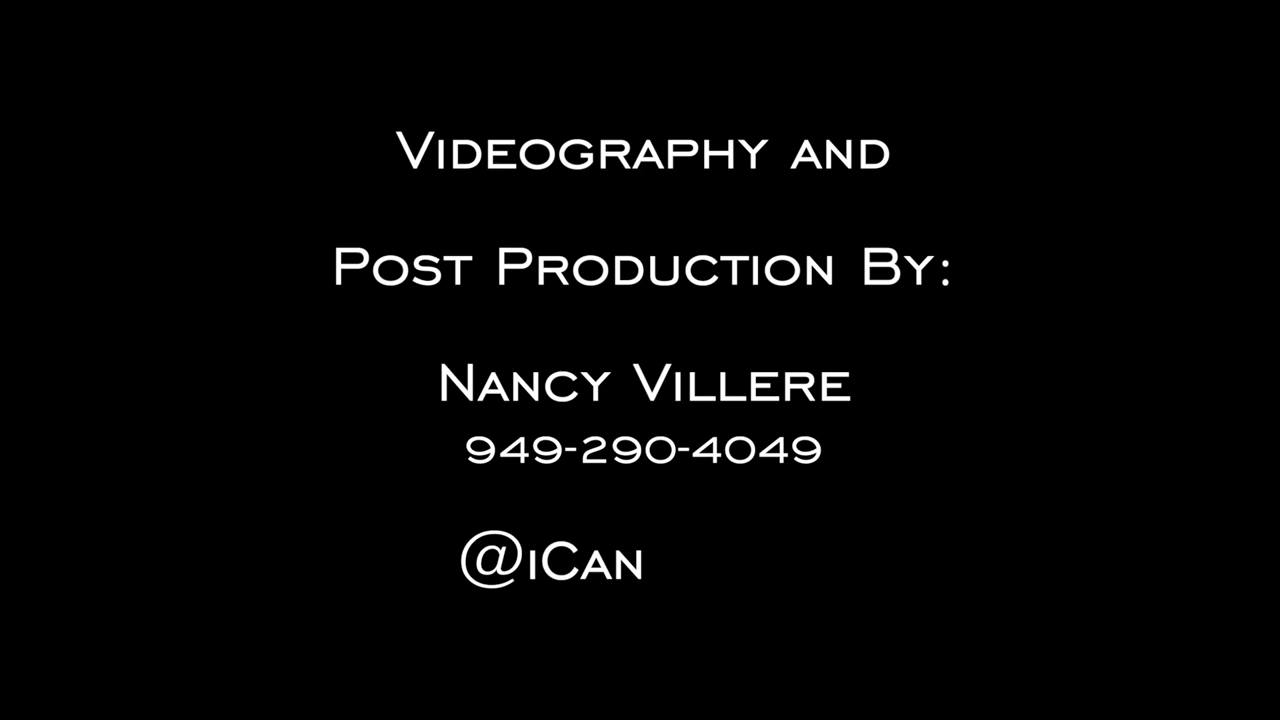 Videography and
Post Production By:
Nancy Villere
949-290-4049
@iCan